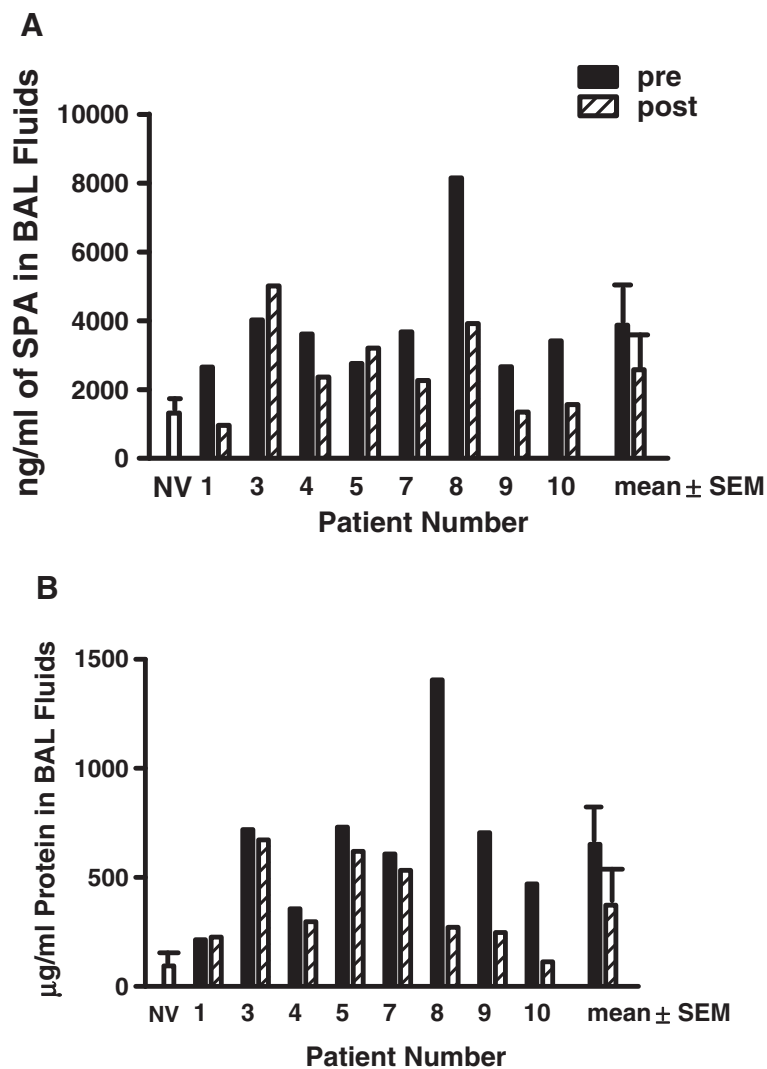 A
pre
post
ng/ml of SPA in BAL Fluids
10000
8000
6000
4000
2000
0
NV 1 3 4 5 7 8 9 10 mean ± SEM
Patient Number
B
µg/ml Protein in BAL Fluids
1500
1000
500
0
NV 1 3 4 5 7 8 9 10 mean ± SEM
Patient Number